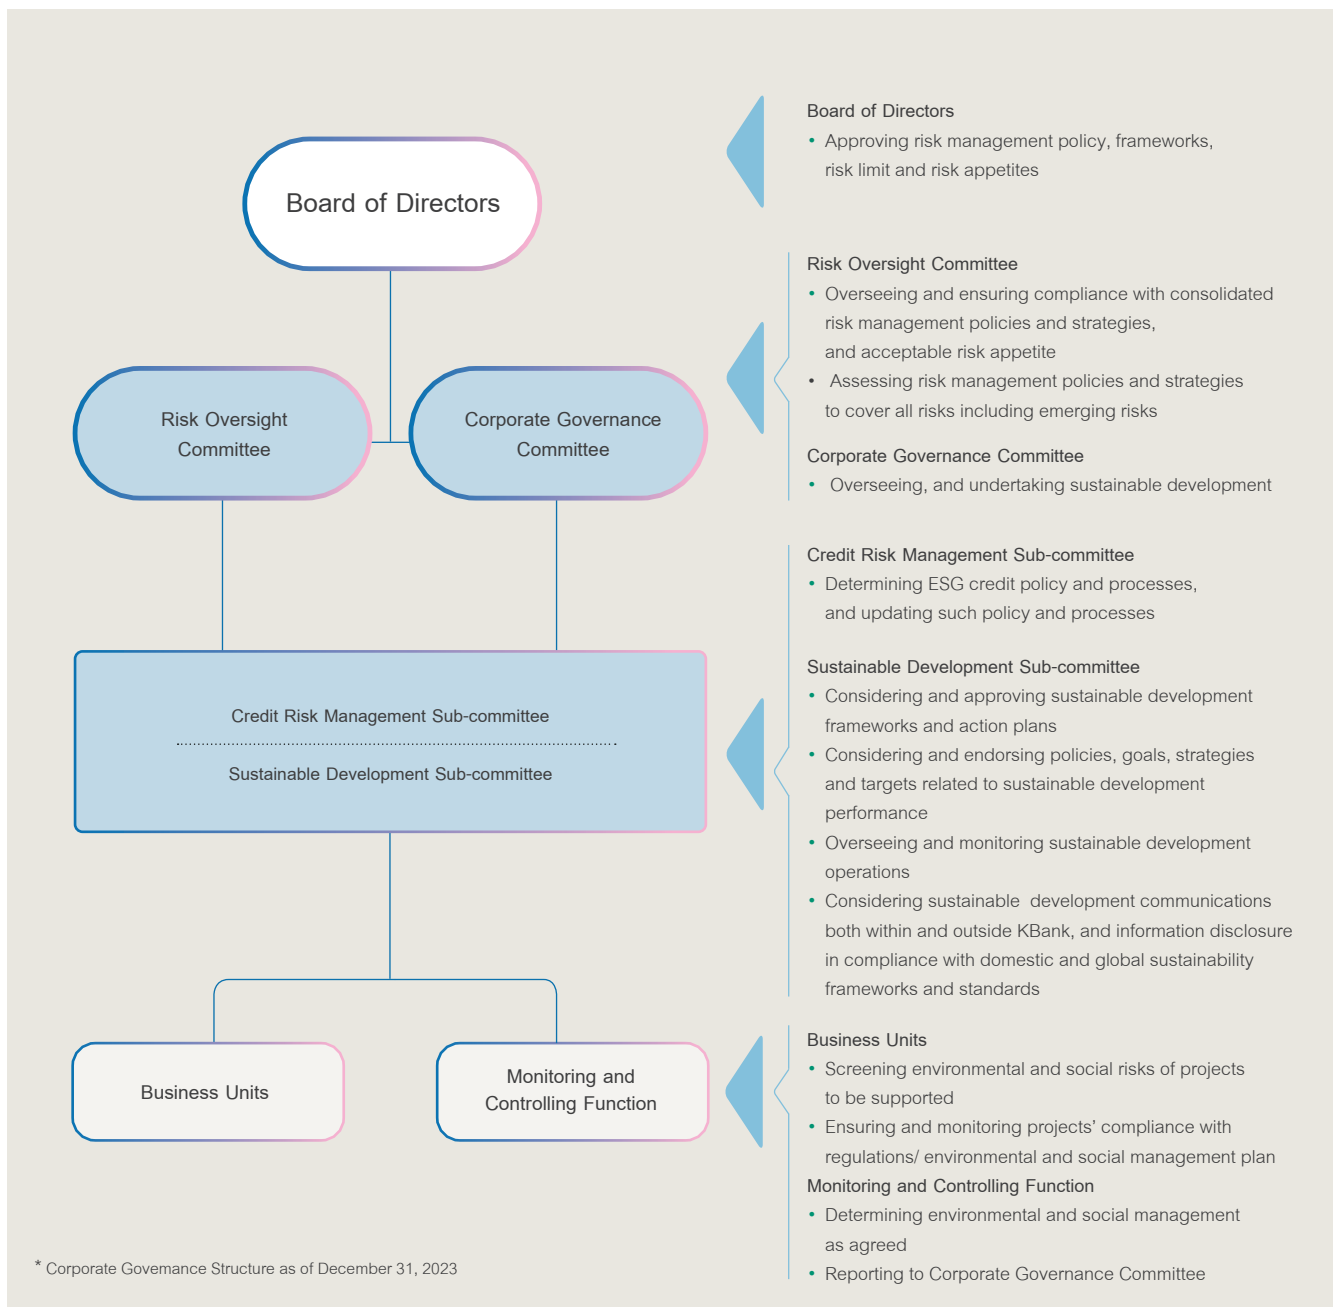 Board of Directors
Risk Oversight
Committee
Corporate Governance
Committee
Credit Risk Management Sub-committee
Sustainable Development Sub-committee
Business Units
Monitoring and
Controlling Function
* Corporate Govemance Structure as of December 31, 2023
Board of Directors
• Approving risk management policy, frameworks,
risk limit and risk appetites
Risk Oversight Committee
• Overseeing and ensuring compliance with consolidated
risk management policies and strategies,
and acceptable risk appetite
• Assessing risk management policies and strategies
to cover all risks including emerging risks
Corporate Governance Committee
• Overseeing, and undertaking sustainable development
Credit Risk Management Sub-committee
• Determining ESG credit policy and processes,
and updating such policy and processes
Sustainable Development Sub-committee
• Considering and approving sustainable development
frameworks and action plans
• Considering and endorsing policies, goals, strategies
and targets related to sustainable development
performance
• Overseeing and monitoring sustainable development
operations
• Considering sustainable development communications
both within and outside KBank, and information disclosure
in compliance with domestic and global sustainability
frameworks and standards
Business Units
• Screening environmental and social risks of projects
to be supported
• Ensuring and monitoring projects’ compliance with
regulations/ environmental and social management plan
Monitoring and Controlling Function
• Determining environmental and social management
as agreed
• Reporting to Corporate Governance Committee